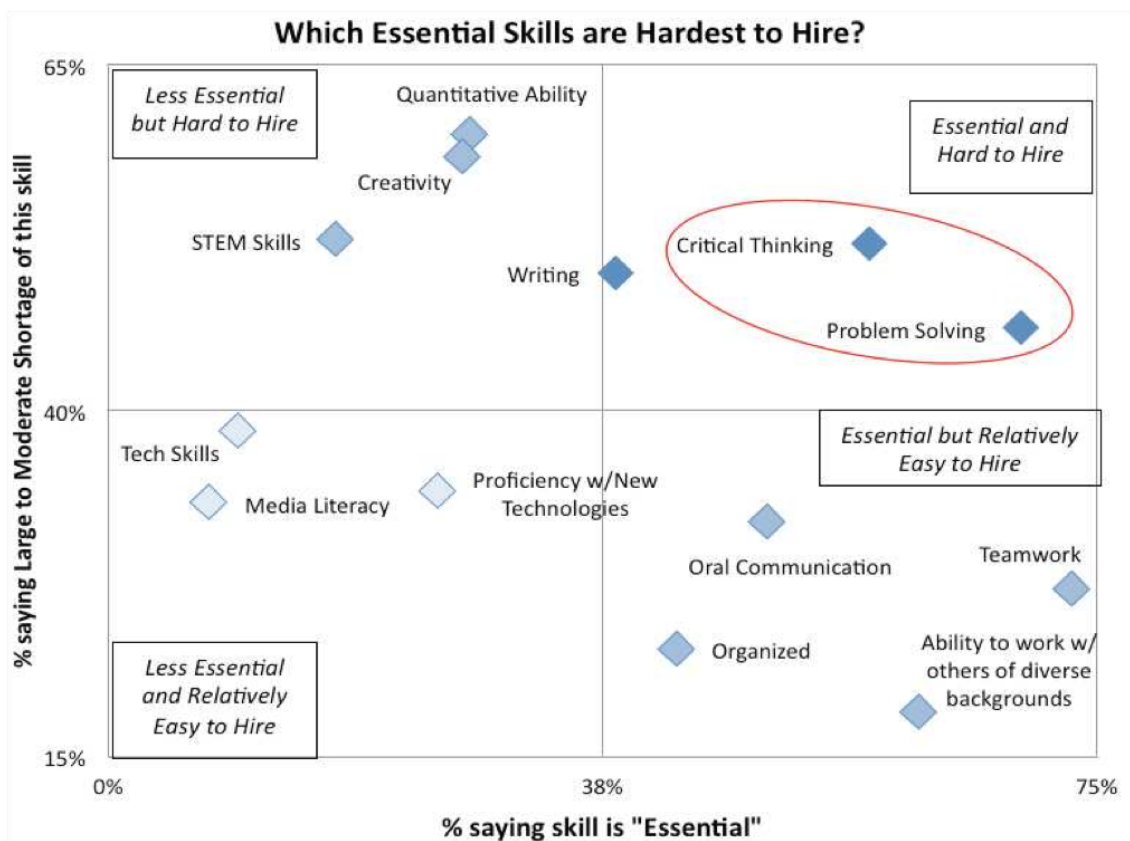 Which Essential Skills are Hardest to Hire?
65%
Less Essential
but Hard to Hire
Quantitative Ability
Creativity
Essential and
Hard to Hire
STEM Skills
Critical Thinking
Writing
Problem Solving
% saying Large to Moderate Shortage of this skill
40%
Tech Skills
Essential but Relatively
Easy to Hire
Media Literacy
Proficiency w/New
Technologies
Oral Communication
Teamwork
Organized
Ability to work w/
others of diverse
backgrounds
Less Essential
and Relatively
Easy to Hire
15%
0%
38%
75%
% saying skill is "Essential"